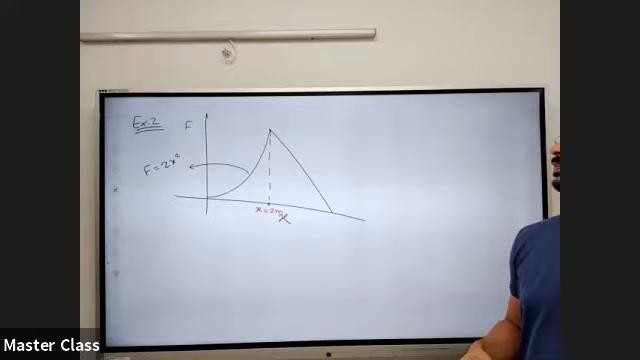 Ex.2
F
F = 2x²
x = 2m
x
Master Class